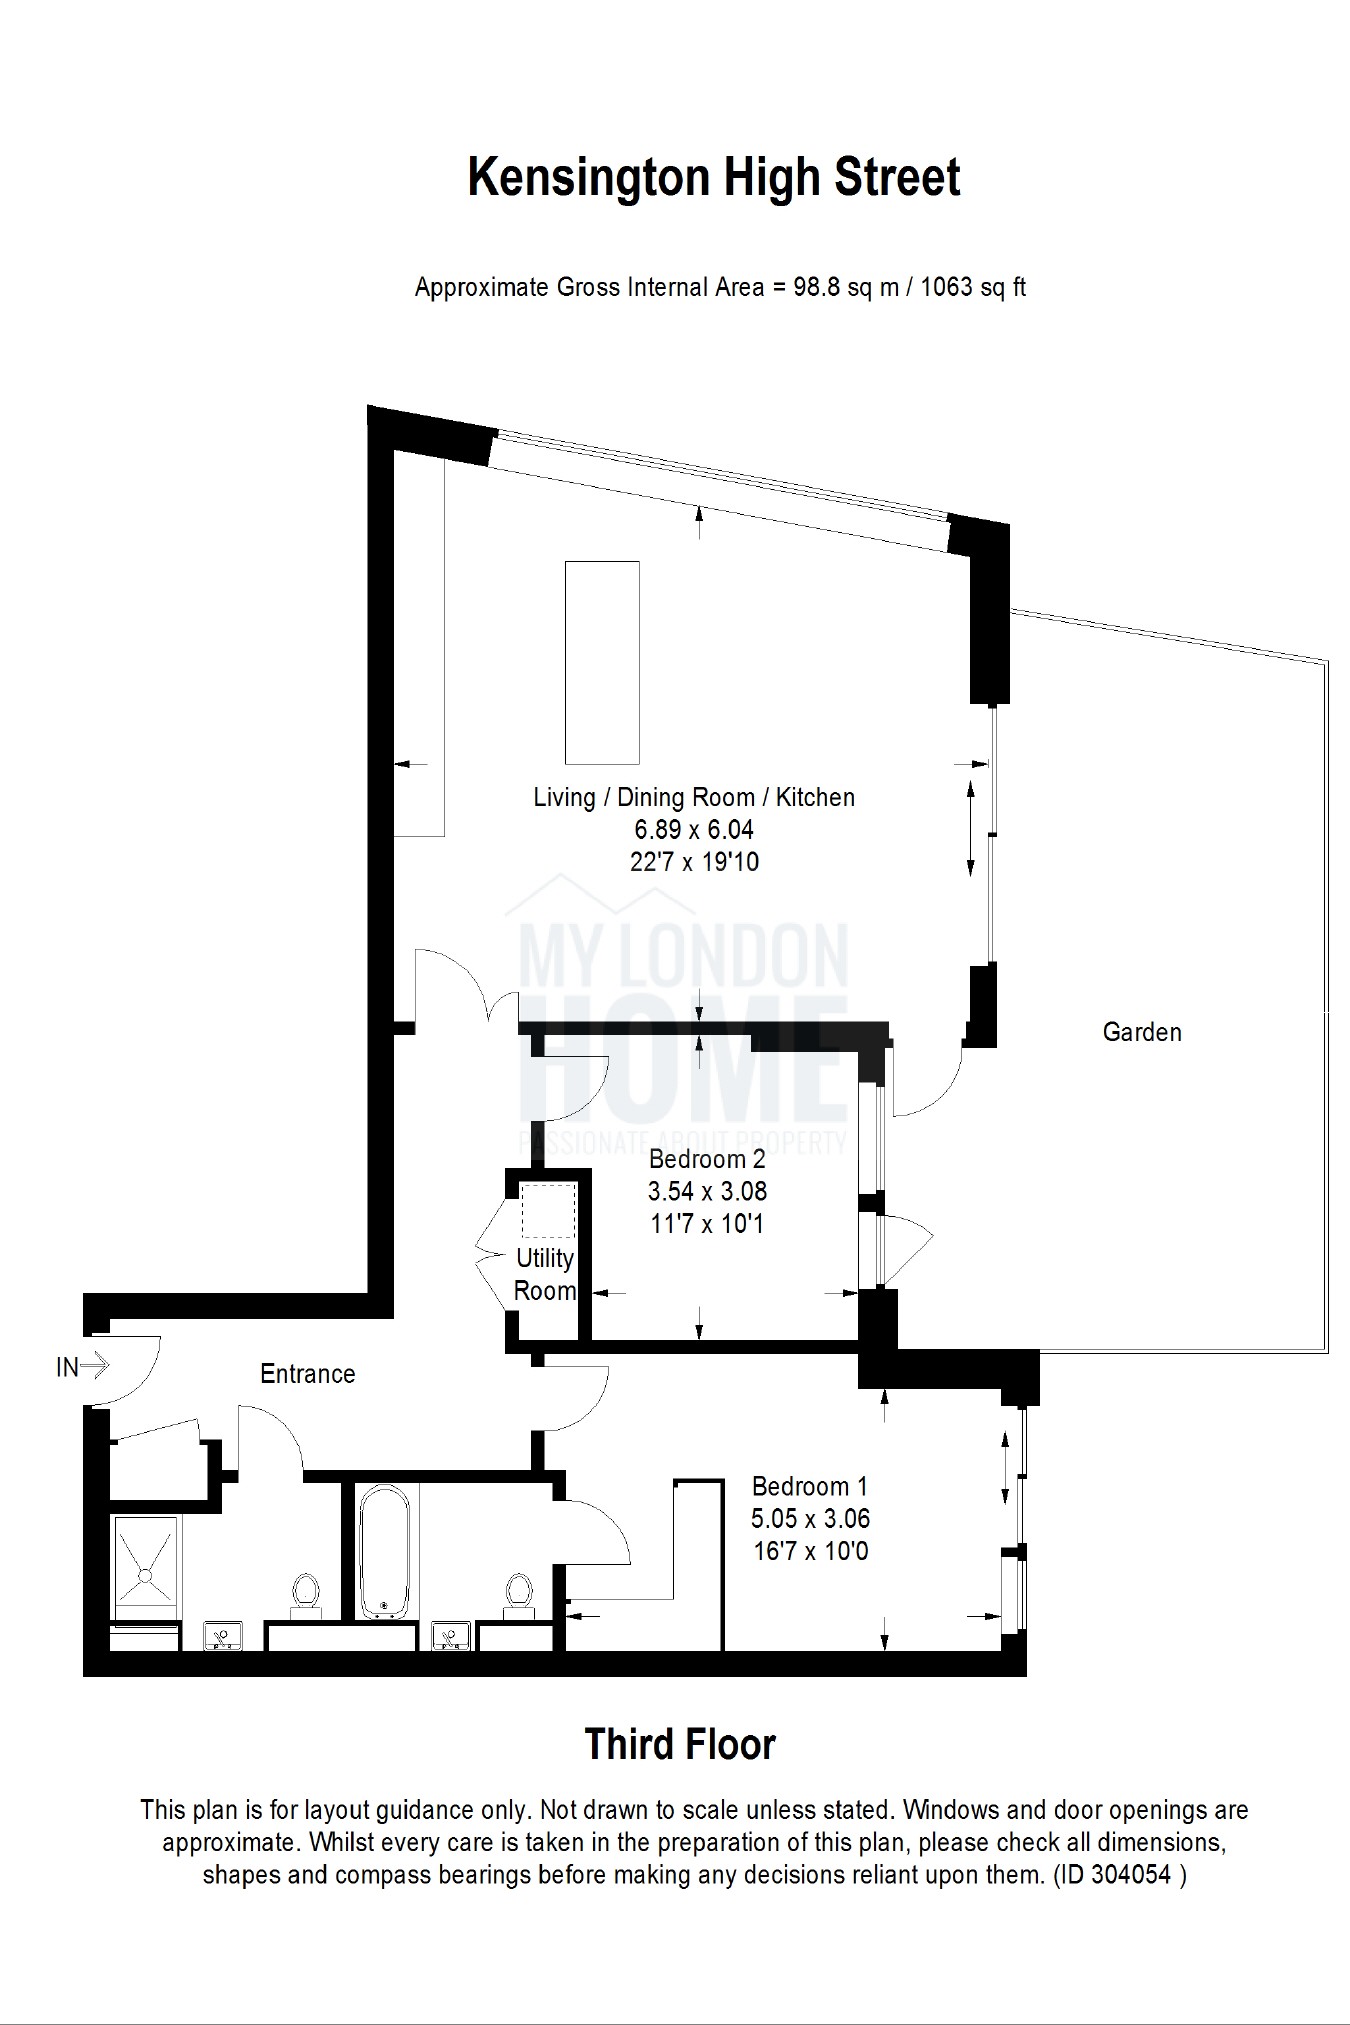 Kensington High Street
Approximate Gross Internal Area = 98.8 sq m / 1063 sq ft
Living / Dining Room / Kitchen
6.89 x 6.04
22'7 x 19'10
MY LONDON
HOME
PASSIONATE ABOUT PROPERTY
Garden
Bedroom 2
3.54 x 3.08
11'7 x 10'1
Utility
Room
IN
Entrance
Bedroom 1
5.05 x 3.06
16'7 x 10'0
Third Floor
This plan is for layout guidance only. Not drawn to scale unless stated. Windows and door openings are
approximate. Whilst every care is taken in the preparation of this plan, please check all dimensions,
shapes and compass bearings before making any decisions reliant upon them. (ID 304054 )